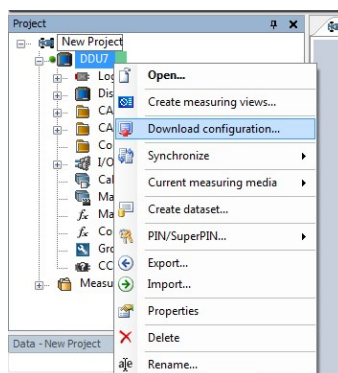 Project
New Project
DDU7
Log
Dis
CA
CA
Co
I/O
Cal
Ma
fx Ma
fx Co
Gro
CC
Measu
Open...
Create measuring views...
Download configuration...
Synchronize
Current measuring media
Create dataset...
PIN/SuperPIN...
Export...
Import...
Properties
Delete
Rename...
Data - New Project